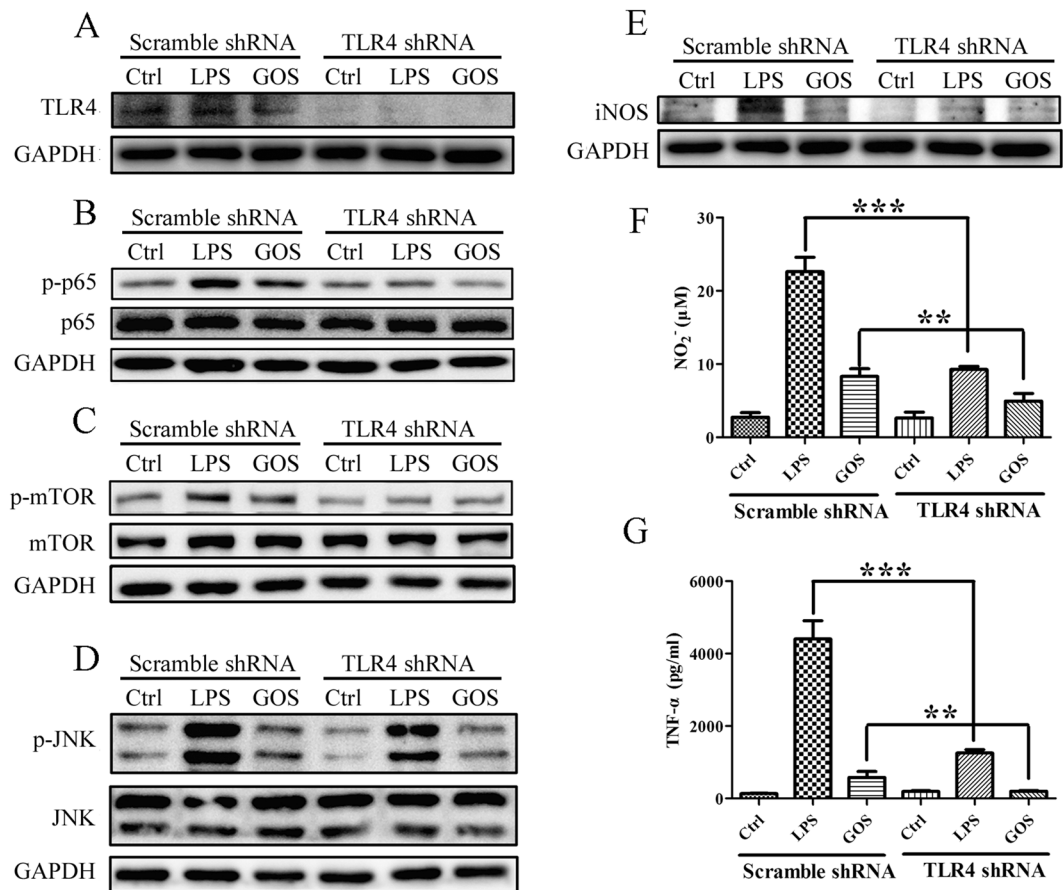 A
Scramble shRNA TLR4 shRNA
Ctrl LPS GOS Ctrl LPS GOS
TLR4
GAPDH
B
Scramble shRNA TLR4 shRNA
Ctrl LPS GOS Ctrl LPS GOS
p-p65
p65
GAPDH
C
Scramble shRNA TLR4 shRNA
Ctrl LPS GOS Ctrl LPS GOS
p-mTOR
mTOR
GAPDH
D
Scramble shRNA TLR4 shRNA
Ctrl LPS GOS Ctrl LPS GOS
p-JNK
JNK
GAPDH
E
Scramble shRNA TLR4 shRNA
Ctrl LPS GOS Ctrl LPS GOS
iNOS
GAPDH
F
NO₂⁻ (µM)
30
20
10
0
***
**
Ctrl LPS GOS Ctrl LPS GOS
Scramble shRNA TLR4 shRNA
G
TNF-α (pg/ml)
6000
4000
2000
0
***
**
Ctrl LPS GOS Ctrl LPS GOS
Scramble shRNA TLR4 shRNA